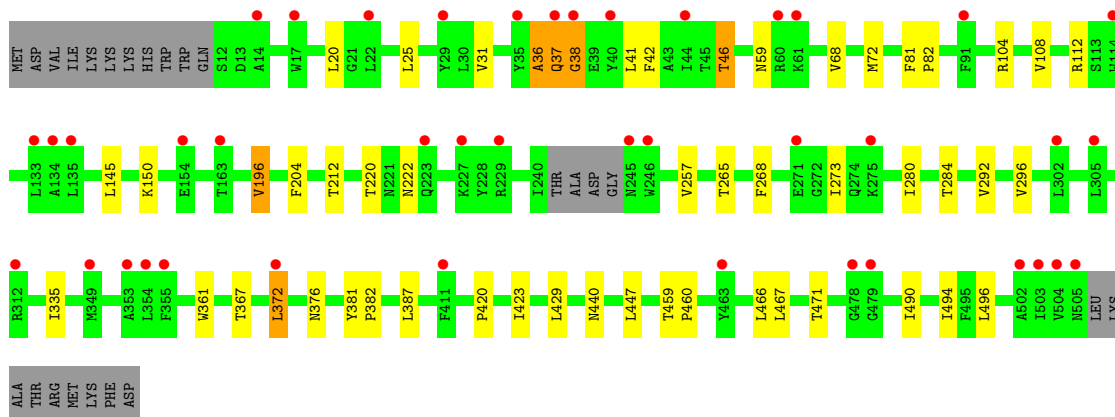 MET ASP VAL ILE LYS LYS LYS HIS TRP TRP GLN S12 D13 A14 W17 L20 G21 L22 L25 Y29 L30 V31 Y35 A36 Q37 G38 E39 Y40 L41 F42 A43 I44 T45 T46 N59 R60 K61 V68 M72 F81 P82 F91 R104 V108 R112 S113 W114
L133 A134 L135 L145 K150 E154 T163 V196 F204 T212 T220 N221 N222 Q223 K227 Y228 R229 I240 THR ALA ASP GLY N245 W246 V257 T265 F268 E271 G272 I273 Q274 K275 I280 T284 V292 V296 L302 L305
R312 I335 M349 A353 L354 F355 W361 T367 L372 N376 Y381 P382 L387 F411 P420 I423 L429 N440 L447 T459 P460 Y463 L466 L467 T471 G478 G479 I490 I494 F495 L496 A502 I503 V504 N505 LEU LYS
ALA THR ARG MET LYS PHE ASP